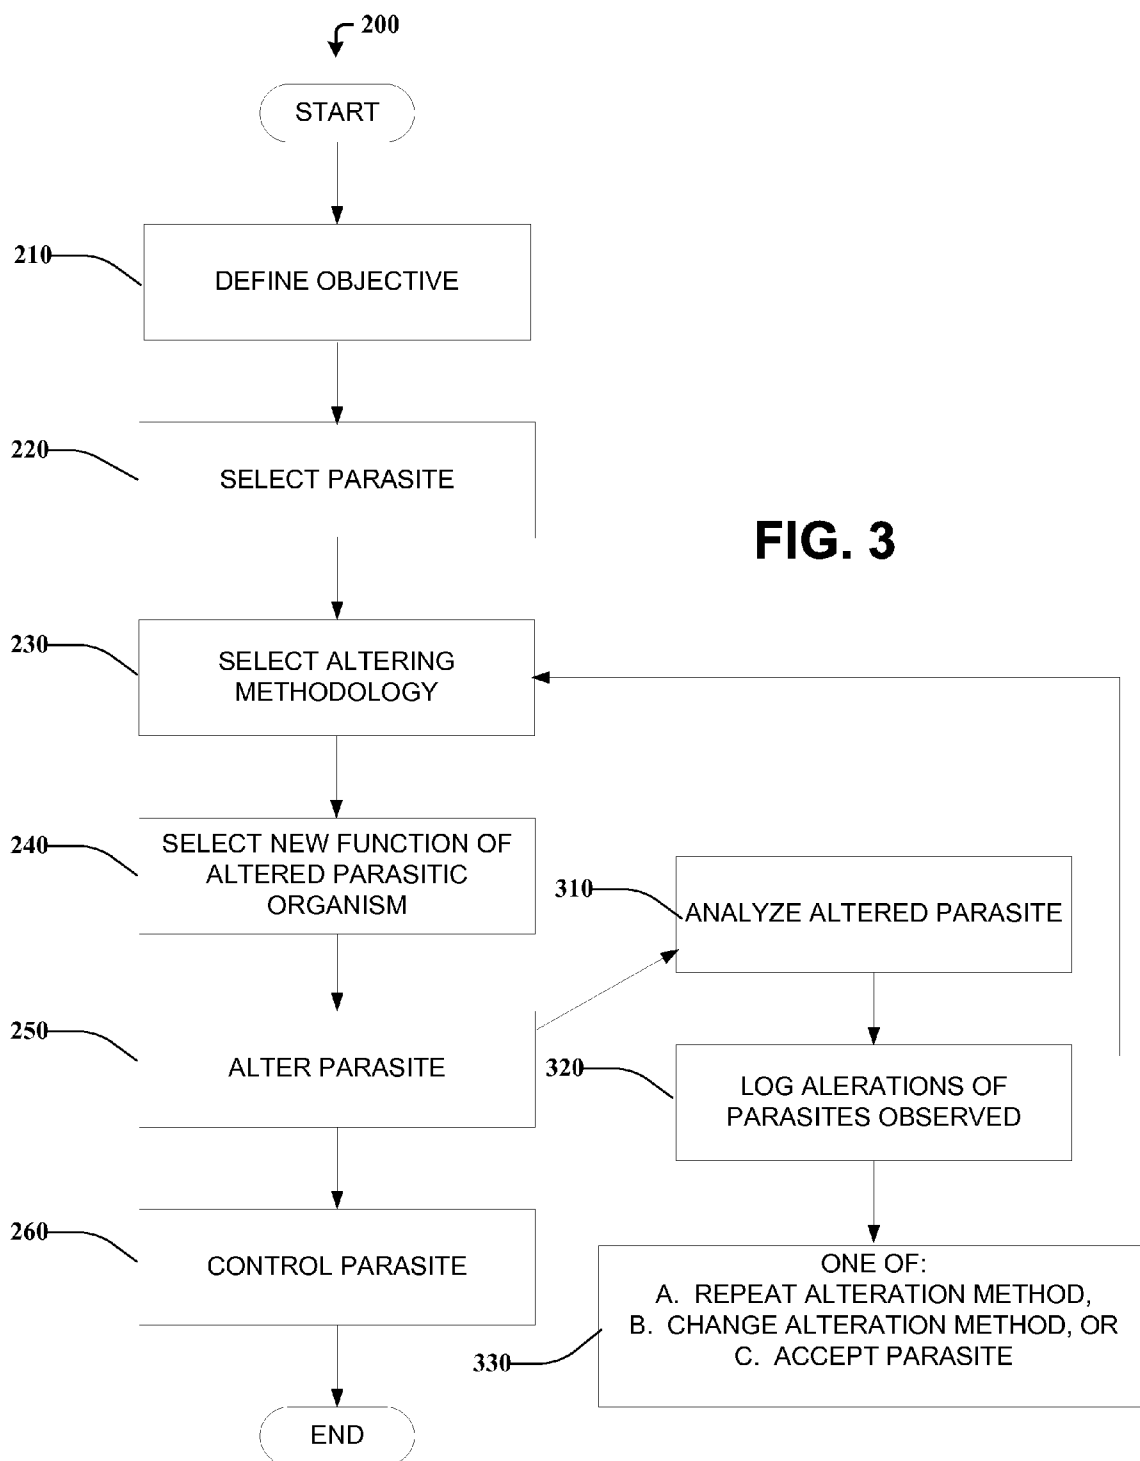 200
START
210
DEFINE OBJECTIVE
220
SELECT PARASITE
FIG. 3
230
SELECT ALTERING
METHODOLOGY
240
SELECT NEW FUNCTION OF
ALTERED PARASITIC
ORGANISM
310
ANALYZE ALTERED PARASITE
250
ALTER PARASITE
320
LOG ALERATIONS OF
PARASITES OBSERVED
260
CONTROL PARASITE
330
ONE OF:
A. REPEAT ALTERATION METHOD,
B. CHANGE ALTERATION METHOD, OR
C. ACCEPT PARASITE
END